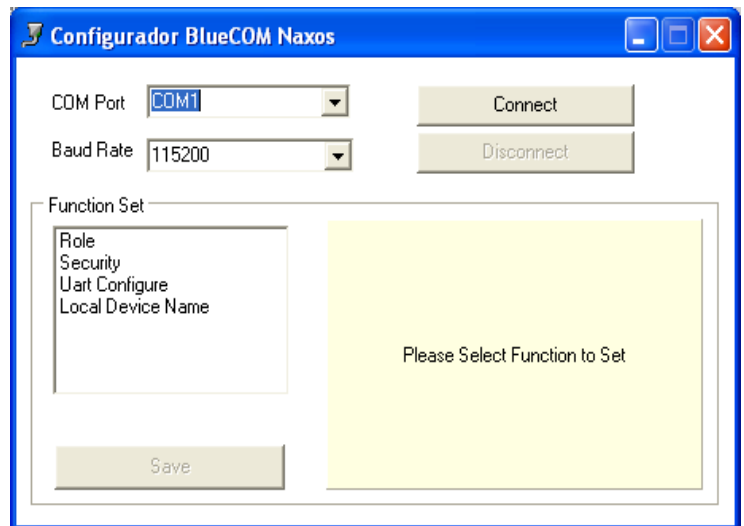 Configurador BlueCOM Naxos
COM Port COM1 Connect
Baud Rate 115200 Disconnect
Function Set
Role
Security
Uart Configure
Local Device Name
Please Select Function to Set
Save